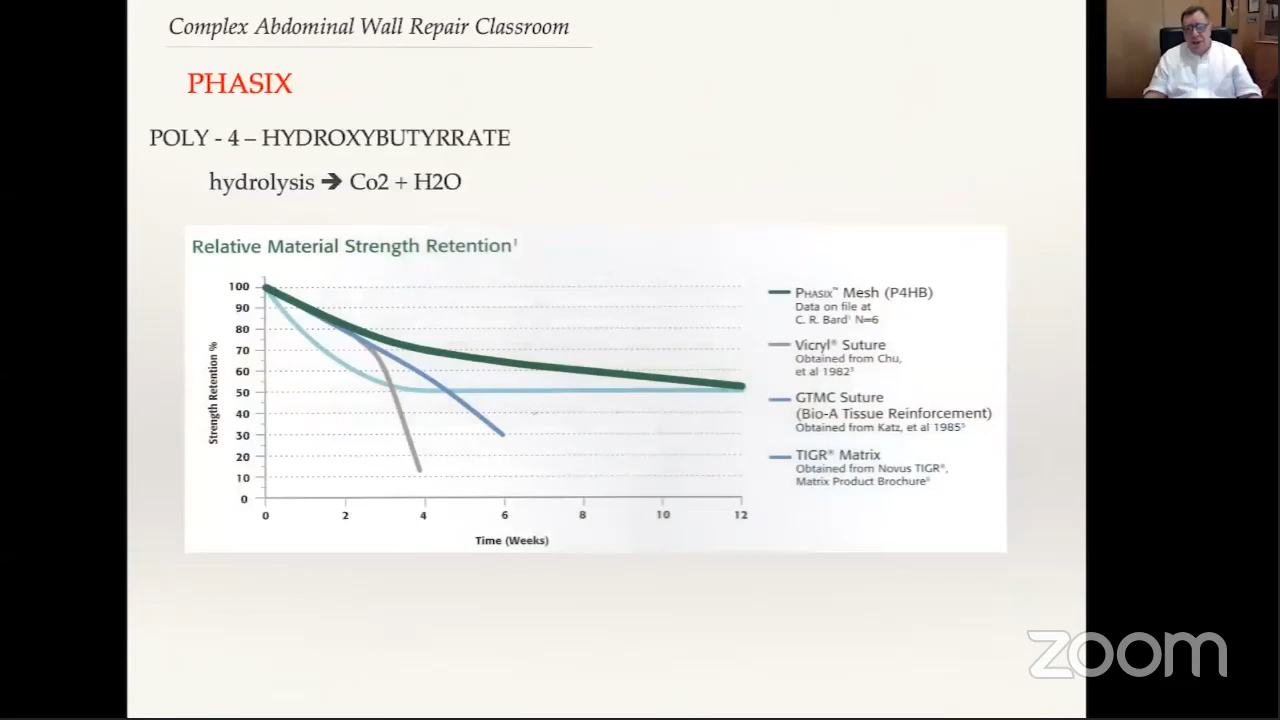 Complex Abdominal Wall Repair Classroom
PHASIX
POLY - 4 – HYDROXYBUTYRRATE
hydrolysis ➔ Co2 + H2O
Relative Material Strength Retention¹
100
90
80
70
60
50
40
30
20
10
0
Strength Retention %
0 2 4 6 8 10 12
Time (Weeks)
PHASIX™ Mesh (P4HB)
Data on file at
C. R. Bard¹ N=6
Vicryl® Suture
Obtained from Chu,
et al 1982³
GTMC Suture
(Bio-A Tissue Reinforcement)
Obtained from Katz, et al 1985⁵
TIGR® Matrix
Obtained from Novus TIGR®,
Matrix Product Brochure
zoom